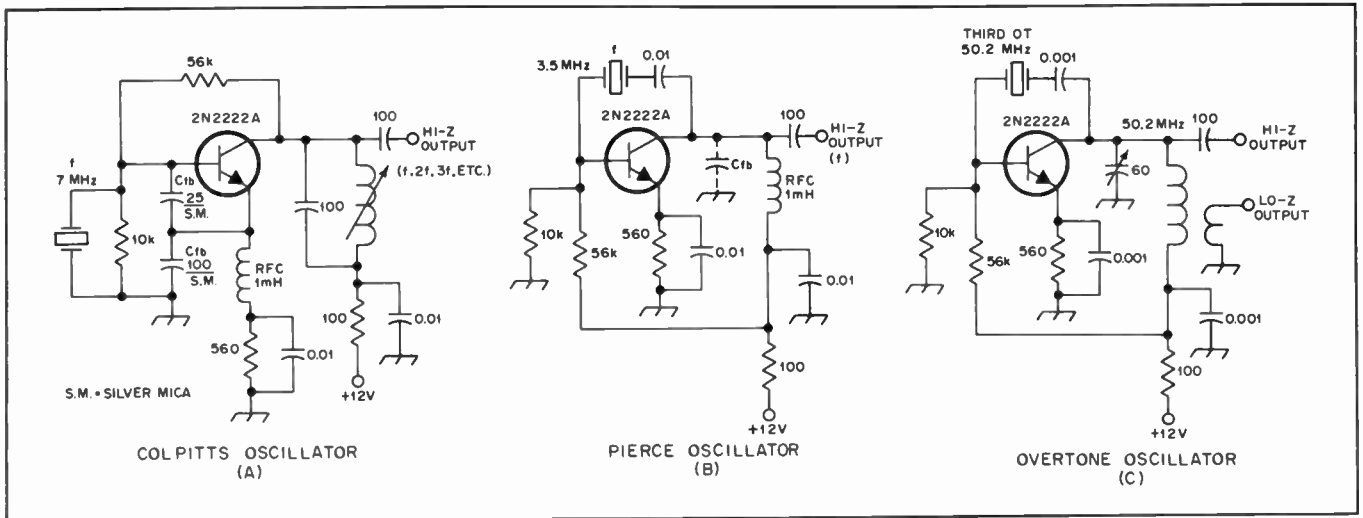 56k
2N2222A
100
HI-Z
OUTPUT
f
7 MHz
Cfb
25
S.M.
10k
Cfb
100
S.M.
RFC
1mH
100
(f.2f, 3f, ETC.)
560
0.01
100
0.01
+12V
S.M. = SILVER MICA
COLPITTS OSCILLATOR
(A)
f
3.5 MHz
0.01
2N2222A
100
HI-Z
OUTPUT
(f)
Cfb
RFC
1mH
10k
56k
560
0.01
0.01
100
+12V
PIERCE OSCILLATOR
(B)
THIRD OT
50.2 MHz
0.001
2N2222A
50.2MHz
100
HI-Z
OUTPUT
60
LO-Z
OUTPUT
10k
56k
560
0.001
0.001
100
+12V
OVERTONE OSCILLATOR
(C)